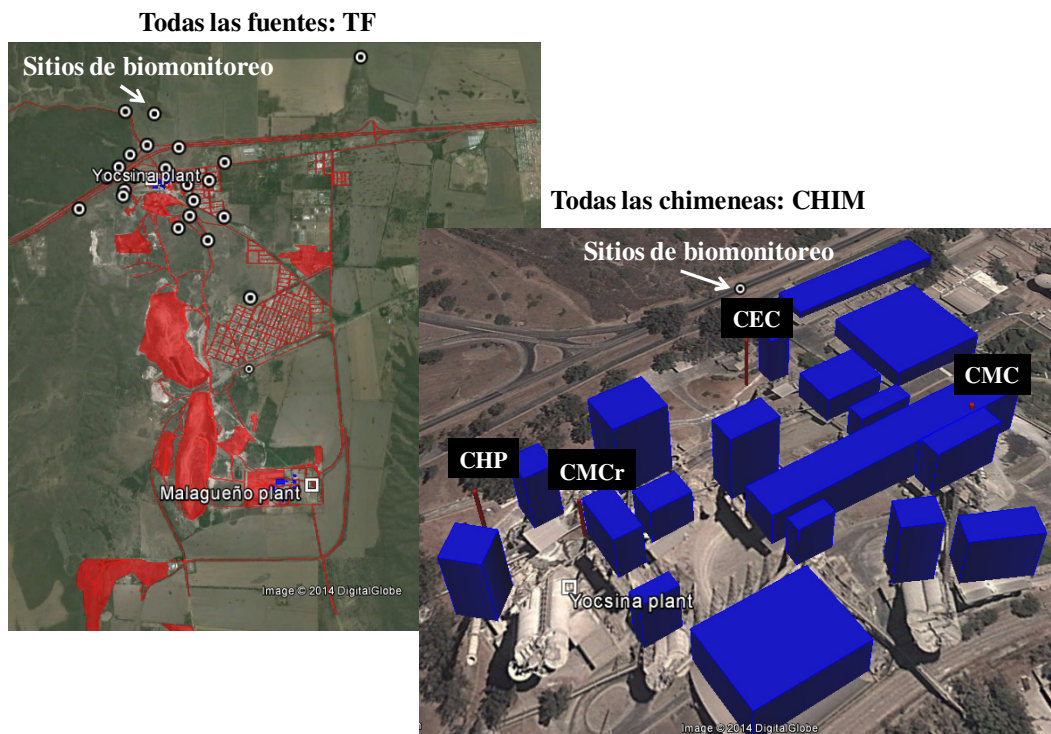 Todas las fuentes: TF
Sitios de biomonitoreo
Yocsina plant
Malagueño plant
Image © 2014 DigitalGlobe
Todas las chimeneas: CHIM
Sitios de biomonitoreo
CEC
CMC
CHP
CMCr
Yocsina plant
Image © 2014 DigitalGlobe